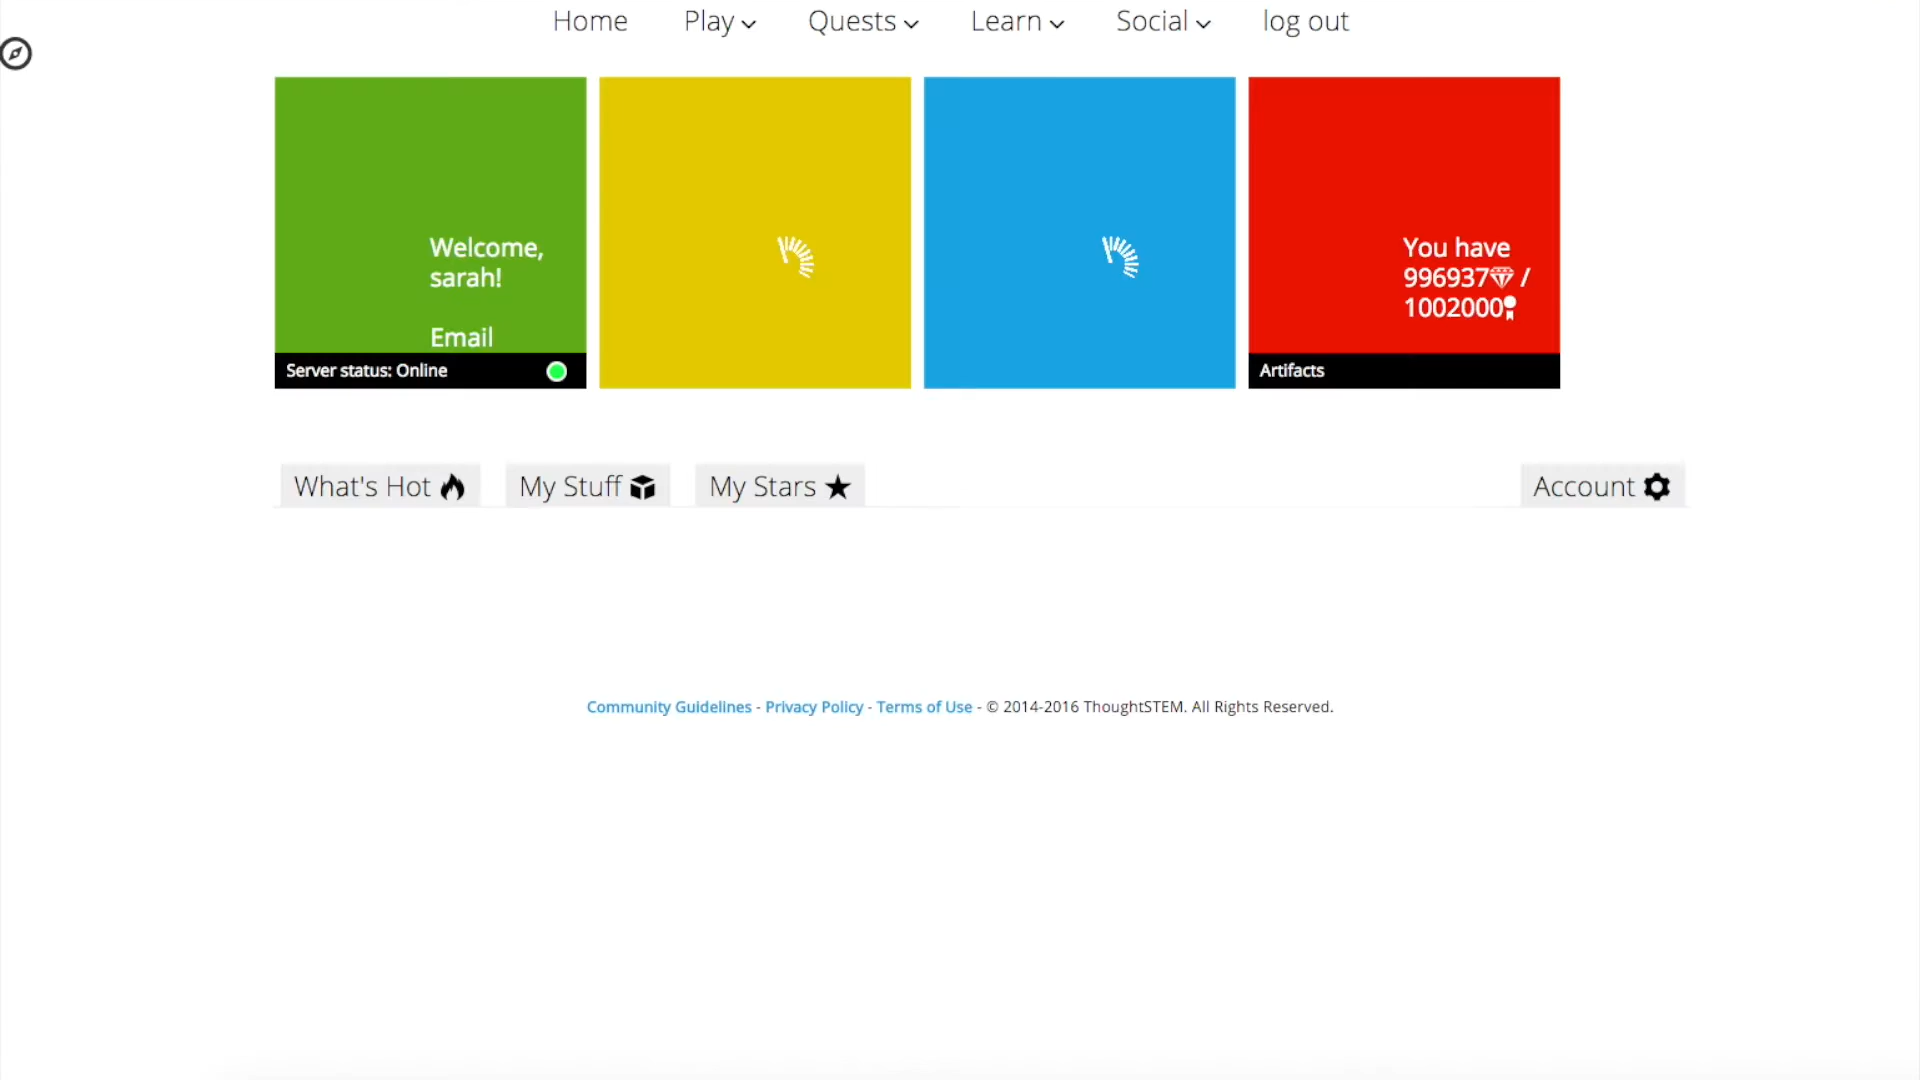 Home Play Quests Learn Social log out
Welcome,
sarah!
Email
Server status: Online
You have
996937 /
1002000
Artifacts
What's Hot My Stuff My Stars Account
Community Guidelines - Privacy Policy - Terms of Use - © 2014-2016 ThoughtSTEM. All Rights Reserved.